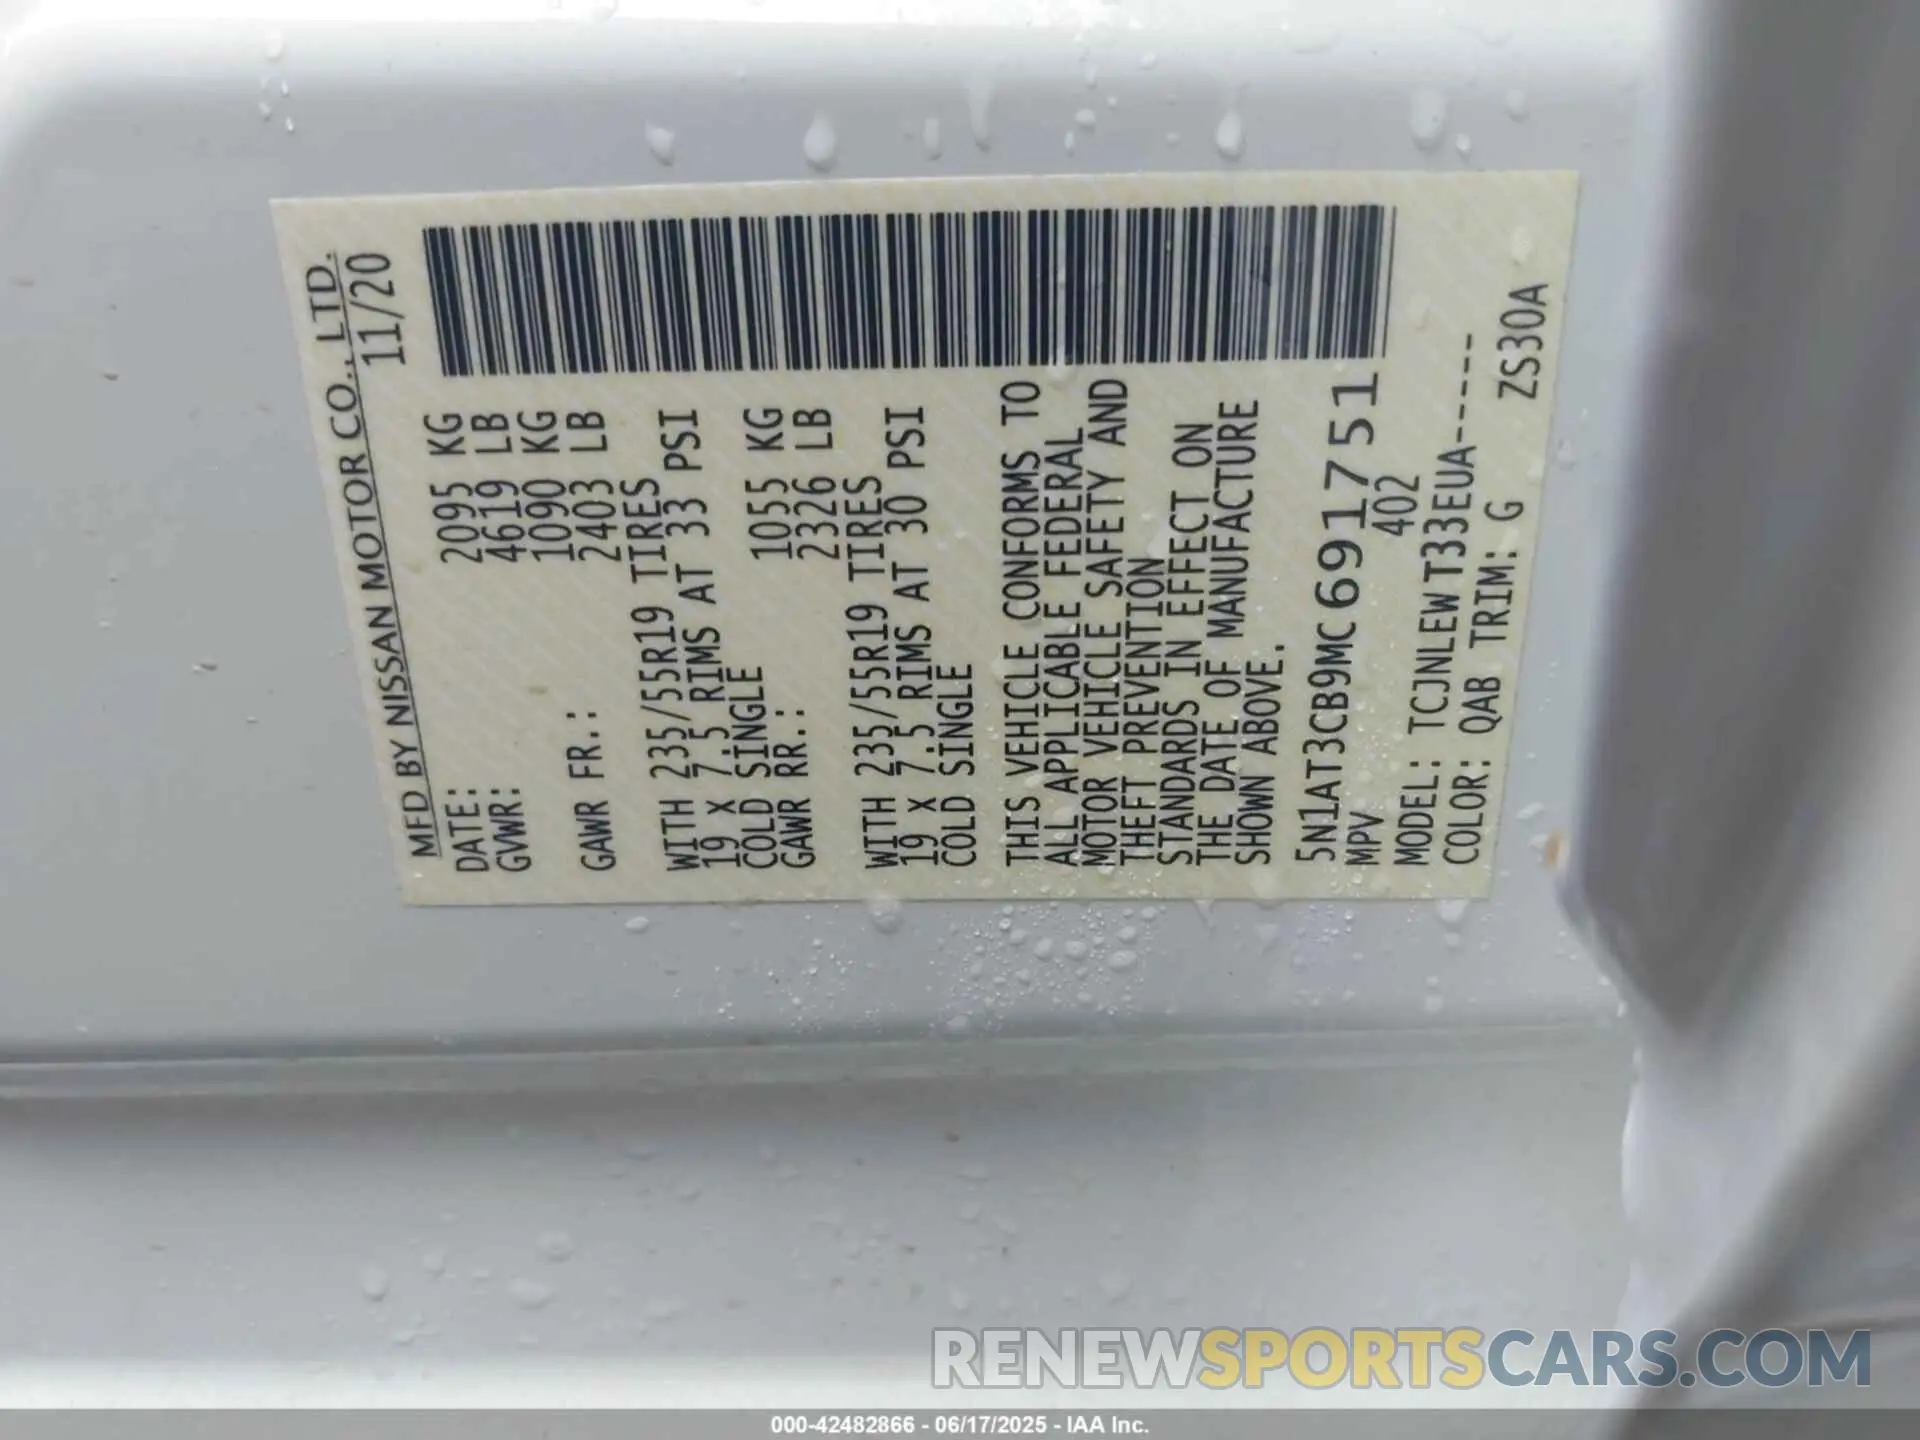 MFD BY NISSAN MOTOR CO., LTD.
DATE: 11/20
GVWR: 2095 KG
4619 LB
GAWR FR.: 1090 KG
2403 LB
WITH 235/55R19 TIRES
19 X 7.5 RIMS AT 33 PSI
COLD SINGLE
GAWR RR.: 1055 KG
2326 LB
WITH 235/55R19 TIRES
19 X 7.5 RIMS AT 30 PSI
COLD SINGLE
THIS VEHICLE CONFORMS TO
ALL APPLICABLE FEDERAL
MOTOR VEHICLE SAFETY AND
THEFT PREVENTION
STANDARDS IN EFFECT ON
THE DATE OF MANUFACTURE
SHOWN ABOVE.
5N1AT3CB9MC691751
MPV 402
MODEL: TCJNLEWT33EUA-----
COLOR: QAB TRIM: G ZS30A
RENEWSPORTSCARS.COM
000-42482866 - 06/17/2025 - IAA Inc.